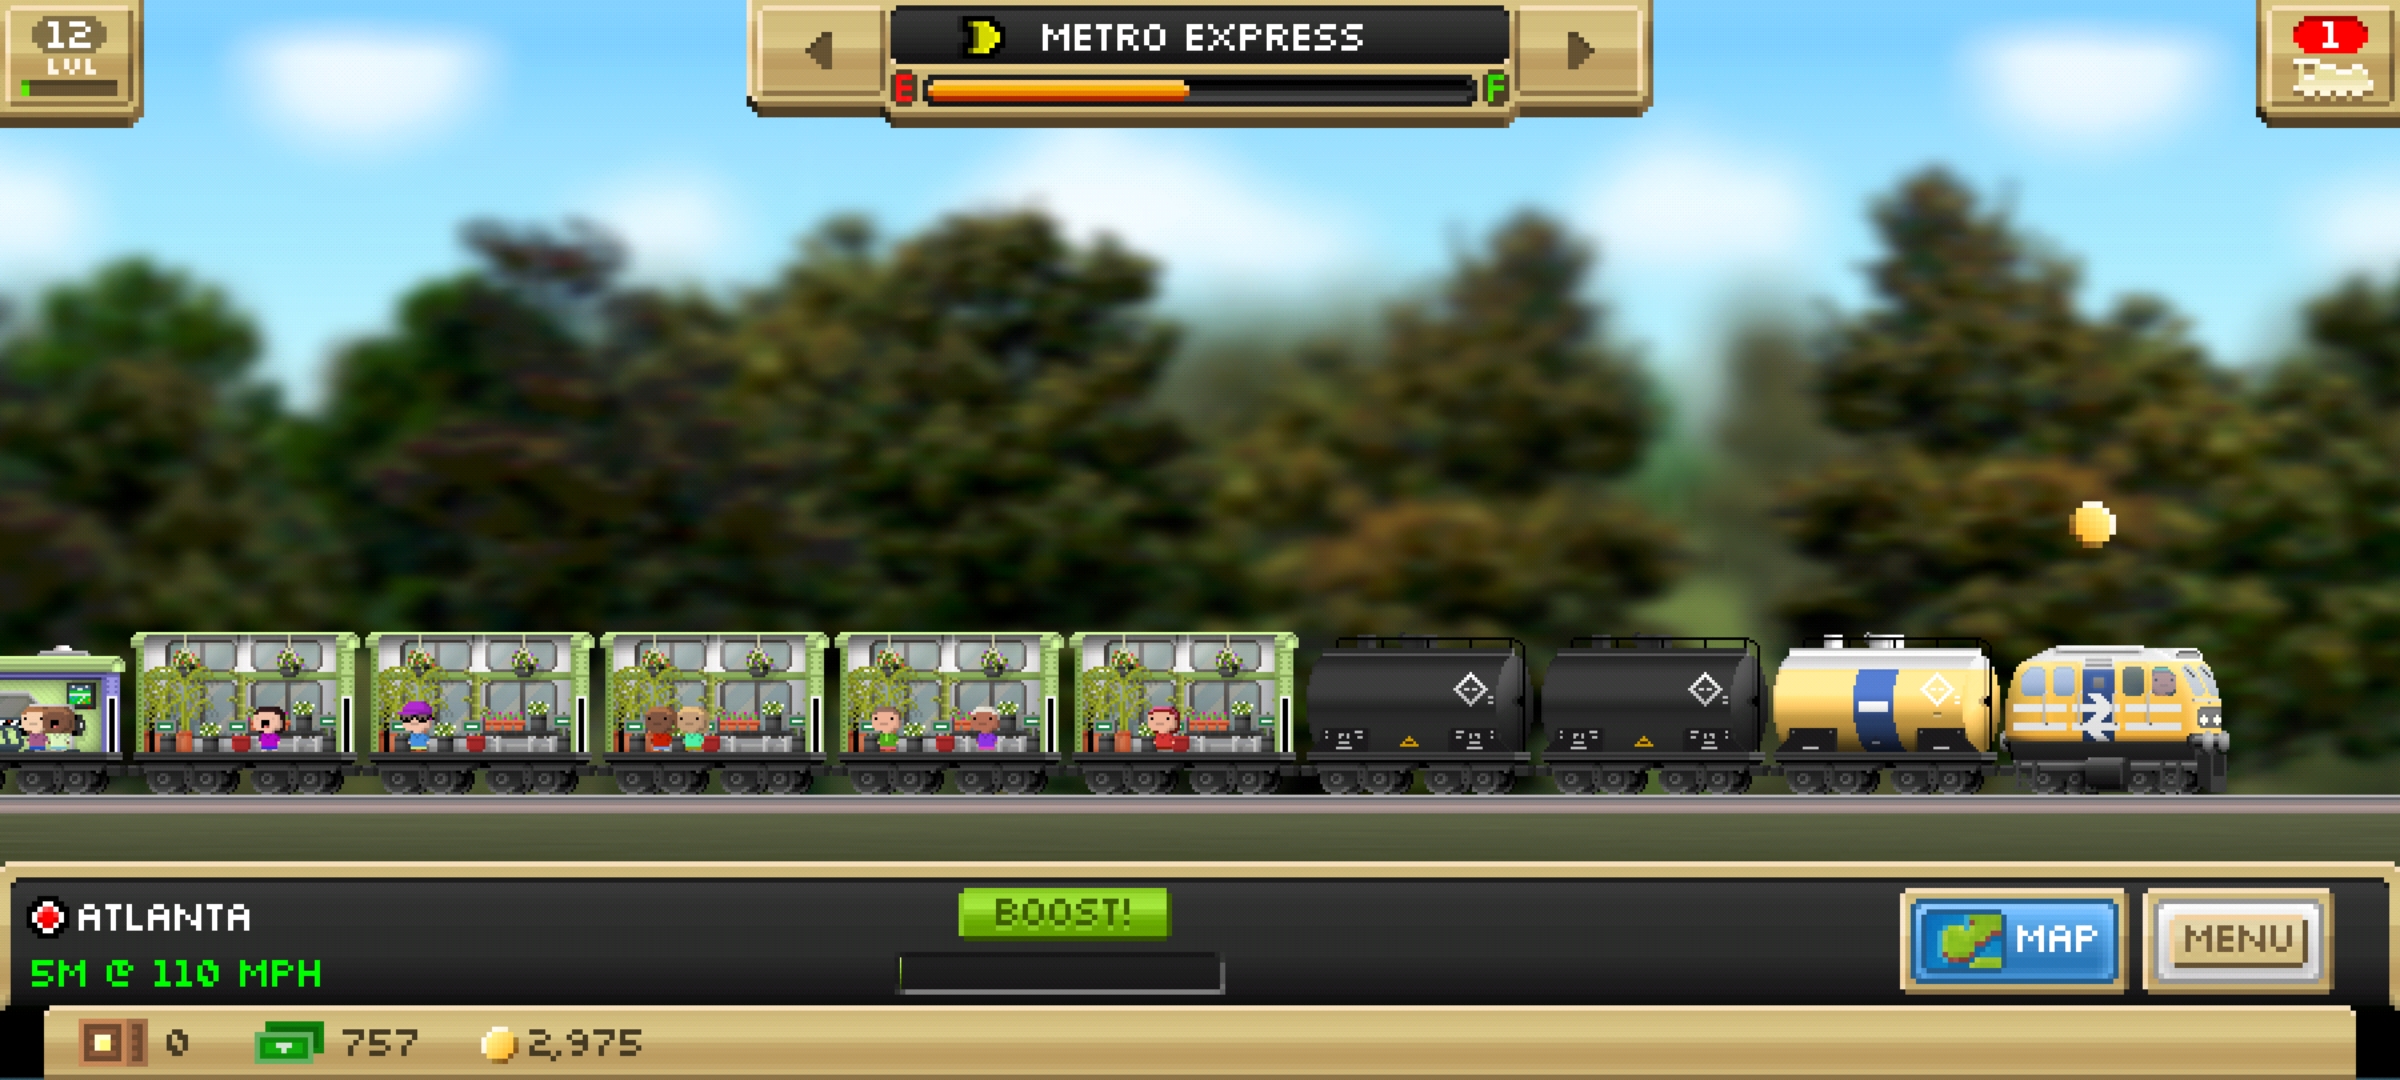 12
LVL
METRO EXPRESS
E F
1
ATLANTA
5M @ 110 MPH
BOOST!
MAP
MENU
0 757 2,975